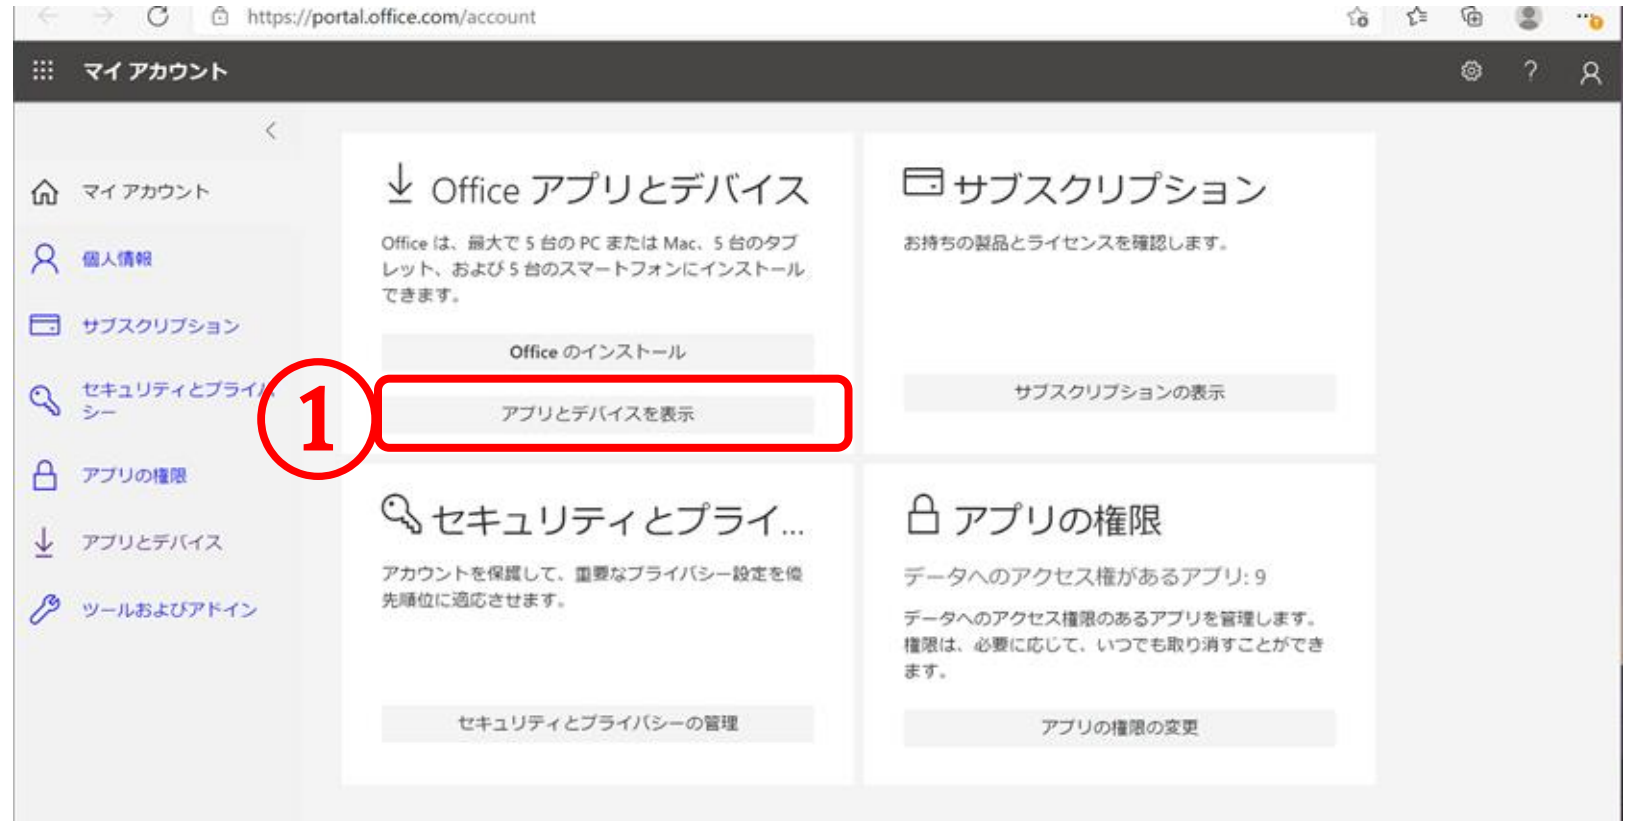 https://portal.office.com/account
マイ アカウント
?
マイ アカウント
個人情報
サブスクリプション
セキュリティとプライバ
シー
アプリの権限
アプリとデバイス
ツールおよびアドイン
Office アプリとデバイス
Office は、最大で 5 台の PC または Mac、5 台のタブ
レット、および 5 台のスマートフォンにインストール
できます。
Office のインストール
1
アプリとデバイスを表示
サブスクリプション
お持ちの製品とライセンスを確認します。
サブスクリプションの表示
セキュリティとプライ...
アカウントを保護して、重要なプライバシー設定を優
先順位に適応させます。
セキュリティとプライバシーの管理
アプリの権限
データへのアクセス権があるアプリ: 9
データへのアクセス権限のあるアプリを管理します。
権限は、必要に応じて、いつでも取り消すことができ
ます。
アプリの権限の変更